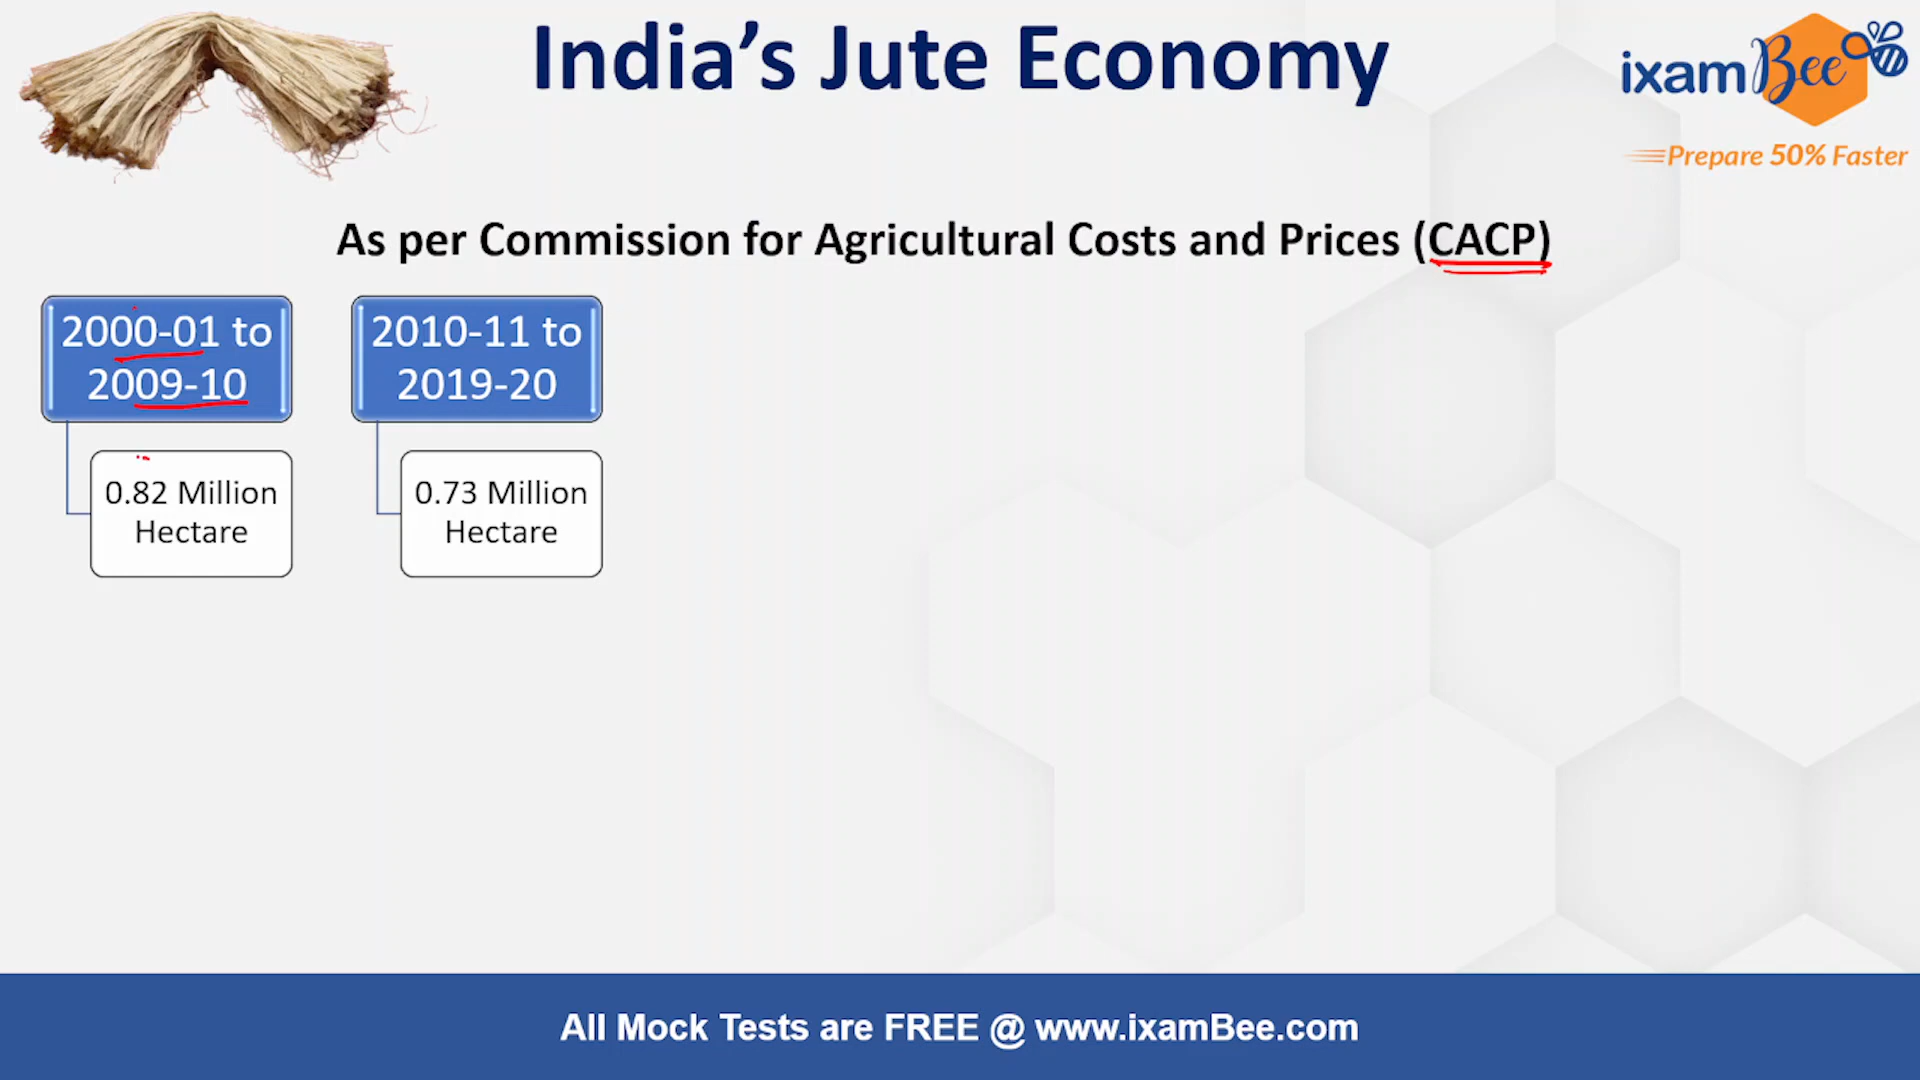 India's Jute Economy
ixamBee
Prepare 50% Faster
As per Commission for Agricultural Costs and Prices (CACP)
2000-01 to
2009-10
2010-11 to
2019-20
0.82 Million
Hectare
0.73 Million
Hectare
All Mock Tests are FREE @ www.ixamBee.com